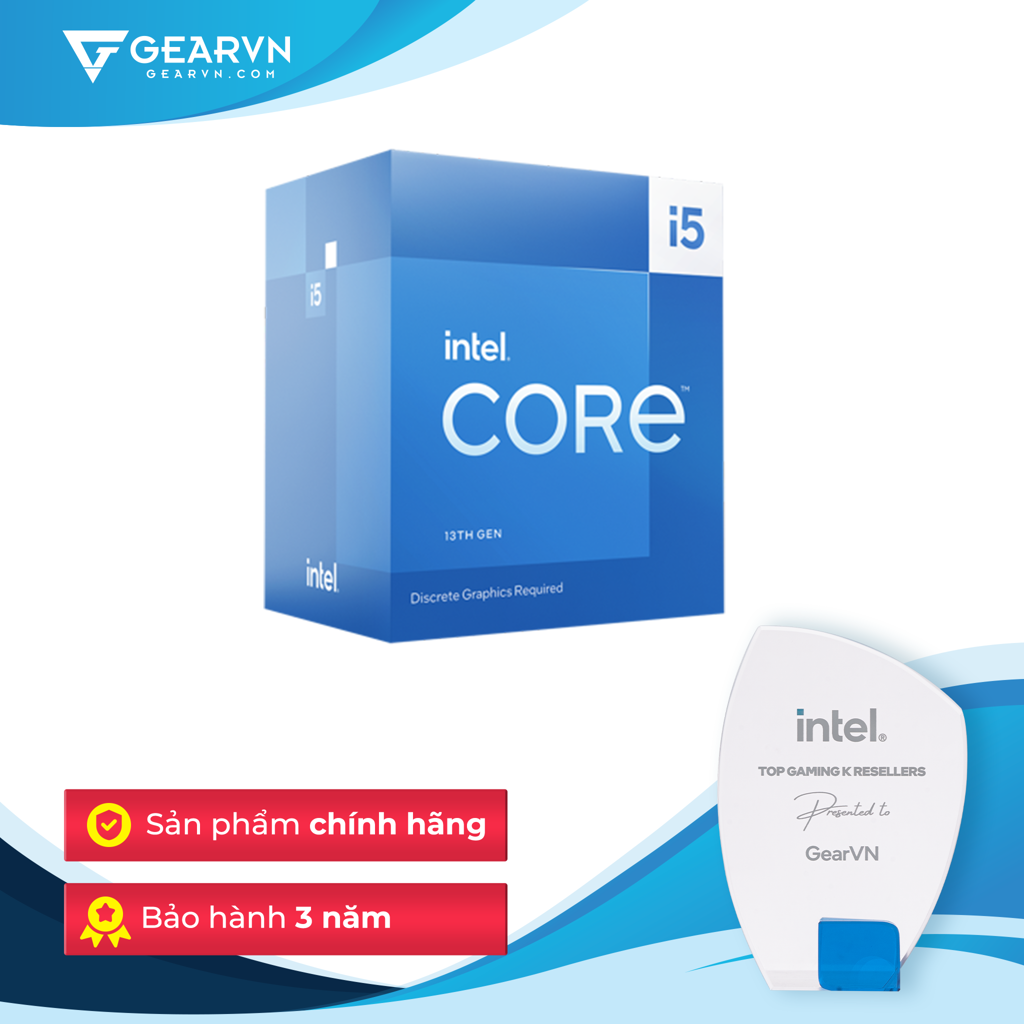 GEARVN
GEARVN.COM
i5
i5
intel.
CORE™
13TH GEN
intel.
Discrete Graphics Required
intel®
TOP GAMING K RESELLERS
Presented to
GearVN
Sản phẩm chính hãng
Bảo hành 3 năm